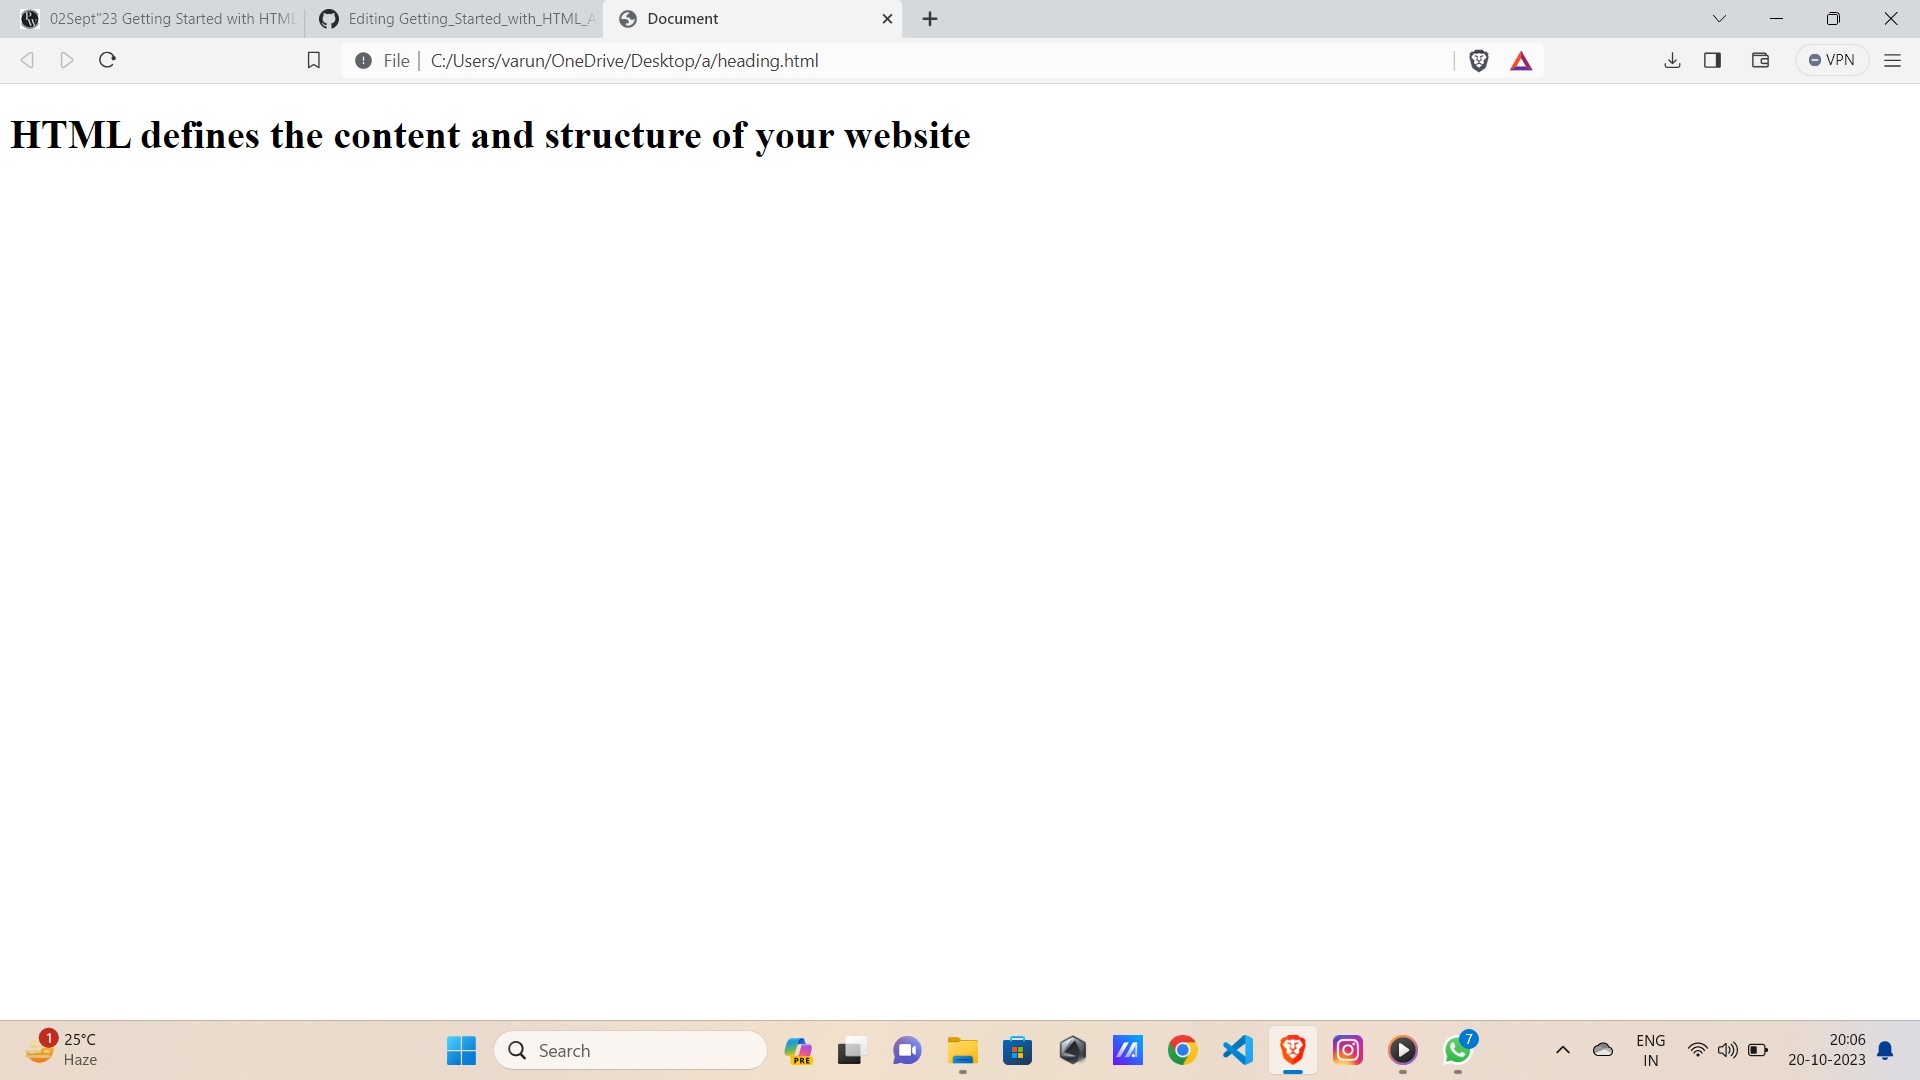 02Sept"23 Getting Started with HTML
Editing Getting_Started_with_HTML_A
Document
File
C:/Users/varun/OneDrive/Desktop/a/heading.html
VPN
HTML defines the content and structure of your website
1
25°C
Haze
Search
PRE
7
ENG
IN
20:06
20-10-2023